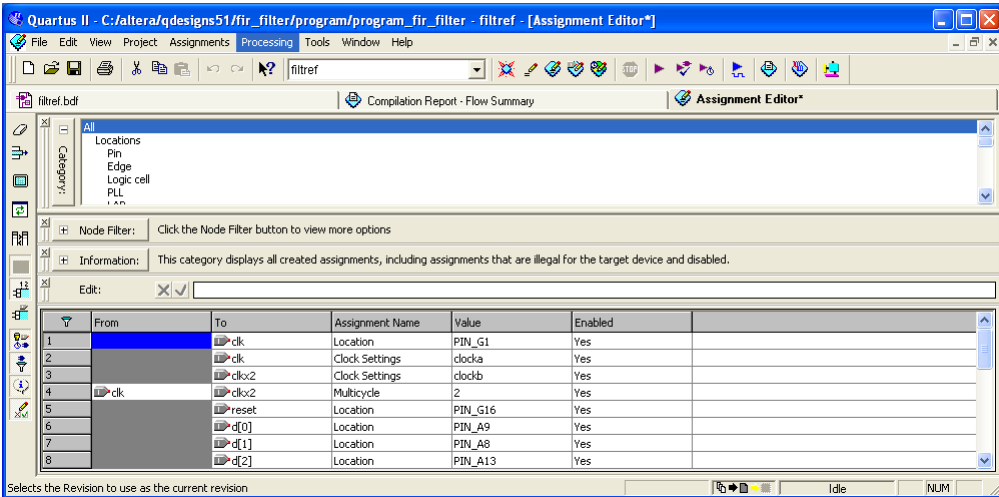 Quartus II - C:/altera/qdesigns51/fir_filter/program/program_fir_filter - filtref - [Assignment Editor*]
File Edit View Project Assignments Processing Tools Window Help
filtref
filtref.bdf Compilation Report - Flow Summary Assignment Editor*
Category:
All
Locations
Pin
Edge
Logic cell
PLL
Node Filter: Click the Node Filter button to view more options
Information: This category displays all created assignments, including assignments that are illegal for the target device and disabled.
Edit:
From To Assignment Name Value Enabled
1 clk Location PIN_G1 Yes
2 clk Clock Settings clocka Yes
3 clkx2 Clock Settings clockb Yes
4 clk clkx2 Multicycle 2 Yes
5 reset Location PIN_G16 Yes
6 d[0] Location PIN_A9 Yes
7 d[1] Location PIN_A8 Yes
8 d[2] Location PIN_A13 Yes
Selects the Revision to use as the current revision Idle NUM